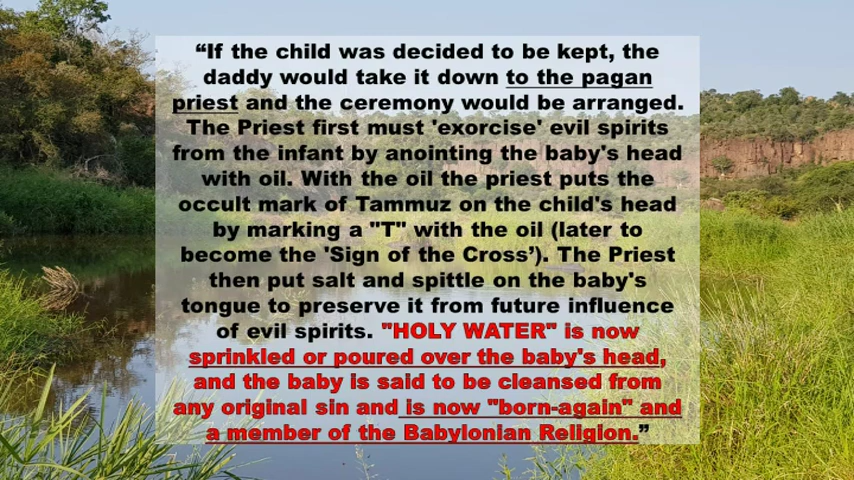 “If the child was decided to be kept, the
daddy would take it down to the pagan
priest and the ceremony would be arranged.
The Priest first must 'exorcise' evil spirits
from the infant by anointing the baby's head
with oil. With the oil the priest puts the
occult mark of Tammuz on the child's head
by marking a "T" with the oil (later to
become the 'Sign of the Cross’). The Priest
then put salt and spittle on the baby's
tongue to preserve it from future influence
of evil spirits. "HOLY WATER" is now
sprinkled or poured over the baby's head,
and the baby is said to be cleansed from
any original sin and is now "born-again" and
a member of the Babylonian Religion.”